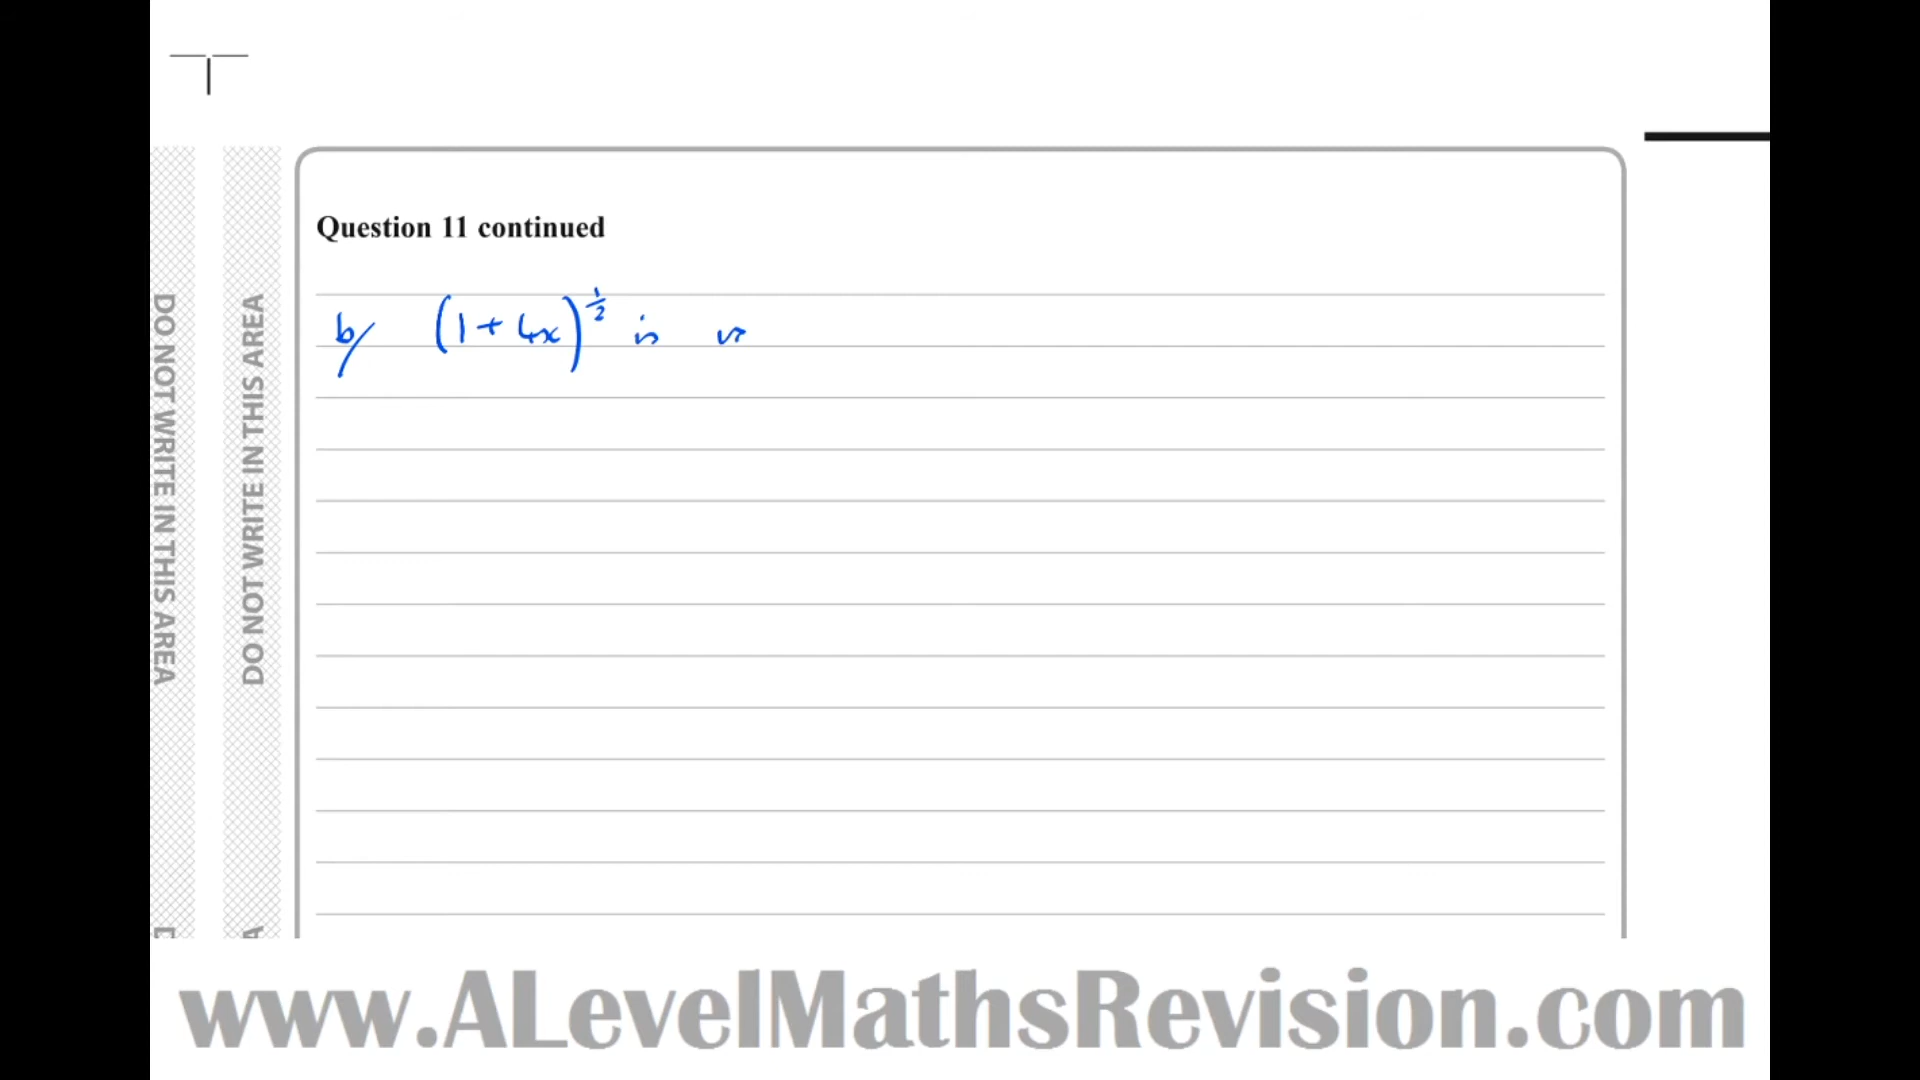 Question 11 continued
b/ (1 + 4x)^½ is
DO NOT WRITE IN THIS AREA
DO NOT WRITE IN THIS AREA
www.ALevelMathsRevision.com